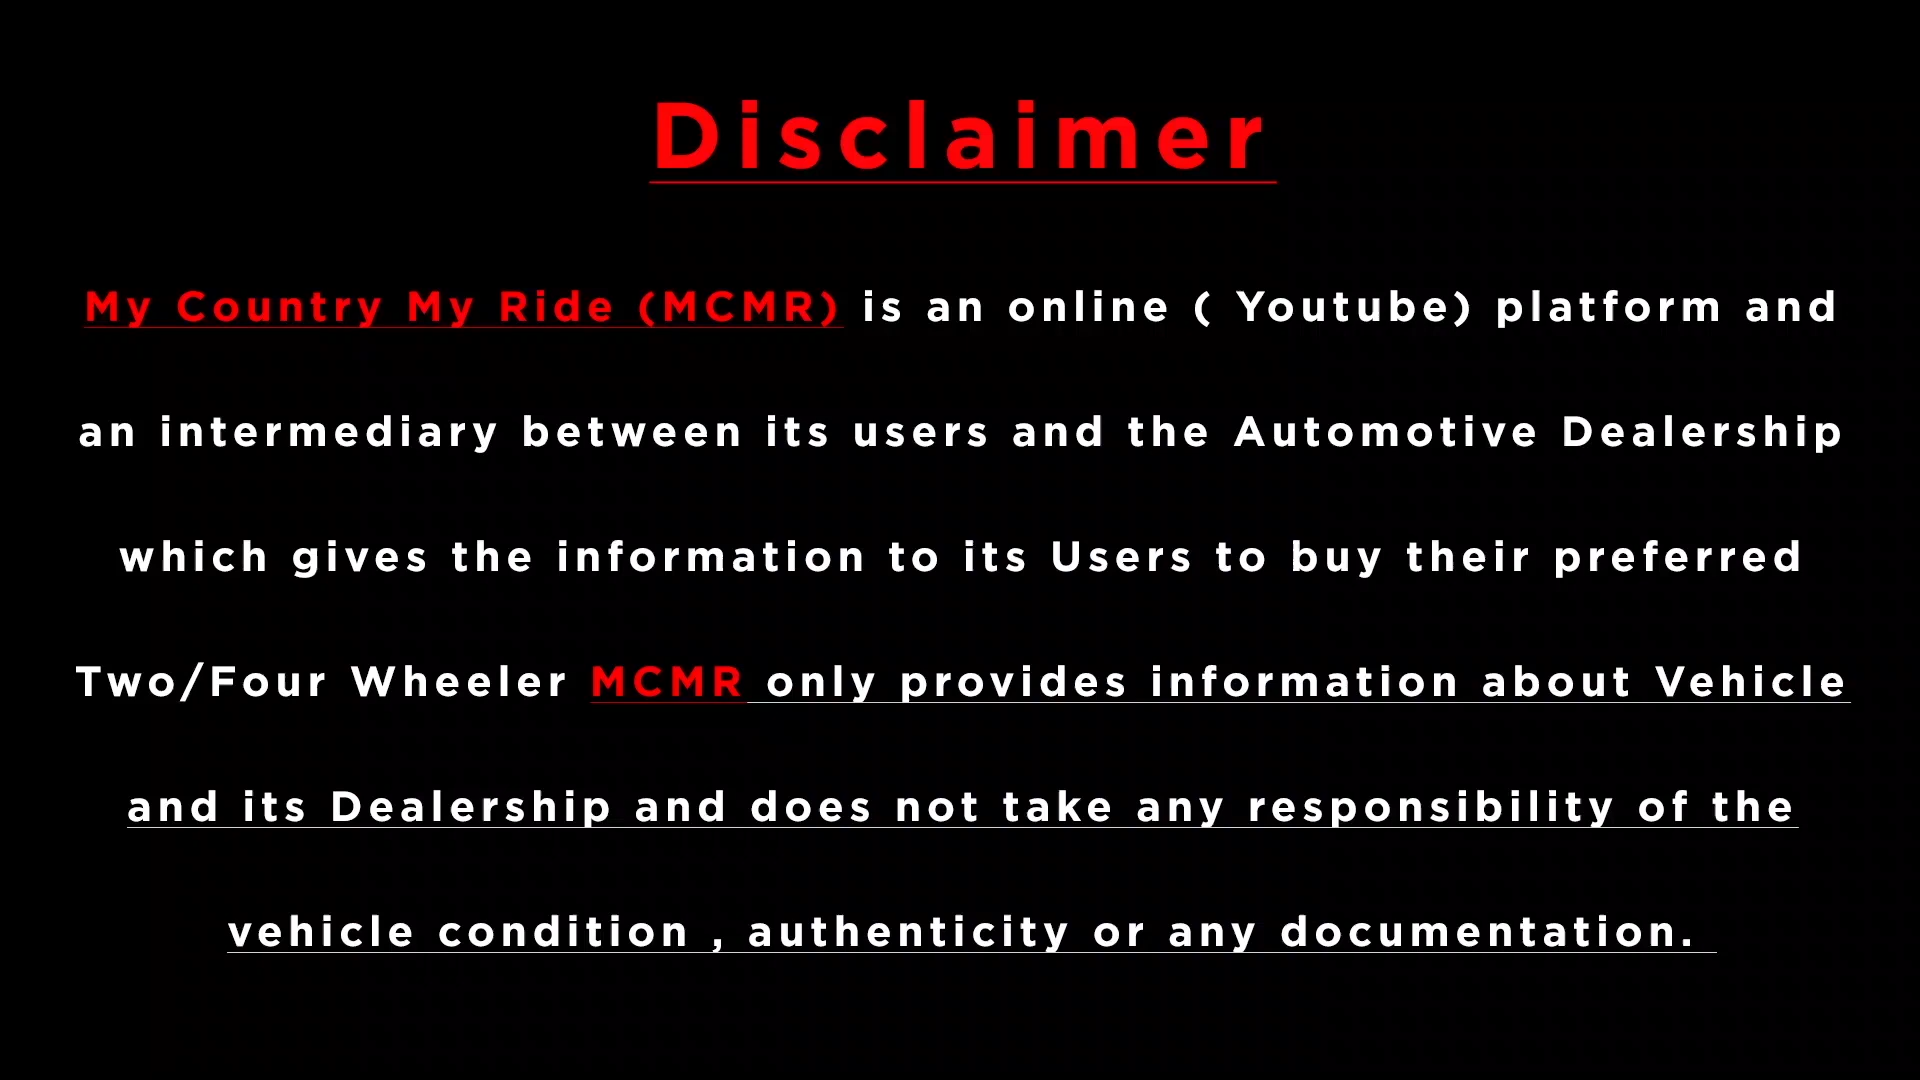 Disclaimer
My Country My Ride (MCMR) is an online ( Youtube) platform and
an intermediary between its users and the Automotive Dealership
which gives the information to its Users to buy their preferred
Two/Four Wheeler MCMR only provides information about Vehicle
and its Dealership and does not take any responsibility of the
vehicle condition , authenticity or any documentation.